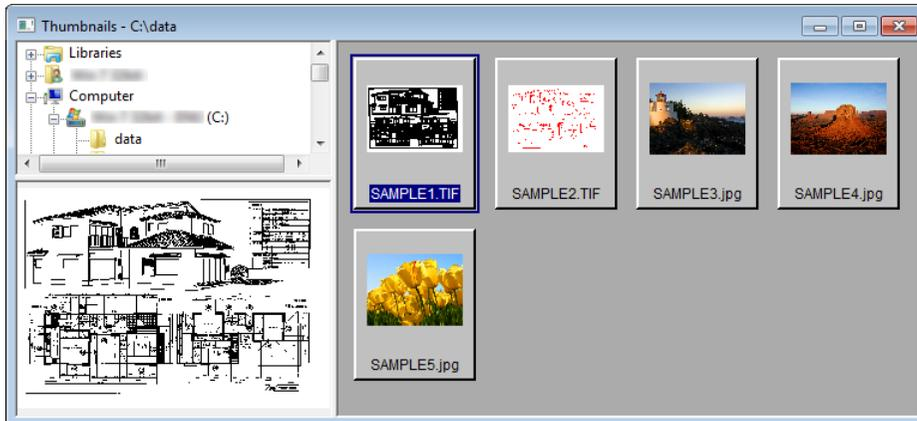 Thumbnails - C:\data
Libraries
Computer
(C:)
data
SAMPLE1.TIF
SAMPLE2.TIF
SAMPLE3.jpg
SAMPLE4.jpg
SAMPLE5.jpg